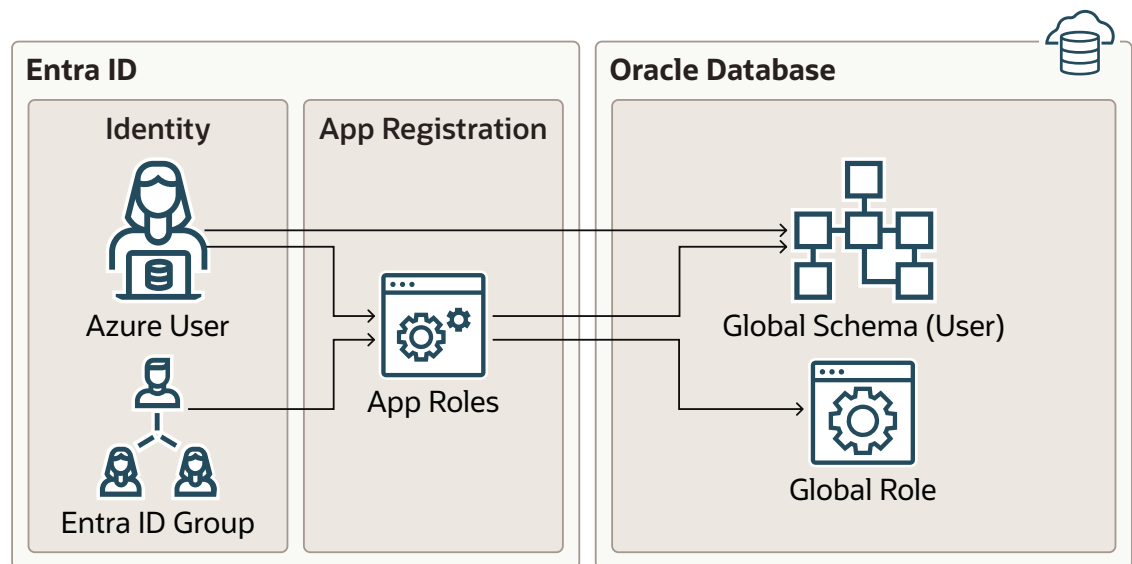 Entra ID
Identity
App Registration
Azure User
App Roles
Entra ID Group
Oracle Database
Global Schema (User)
Global Role